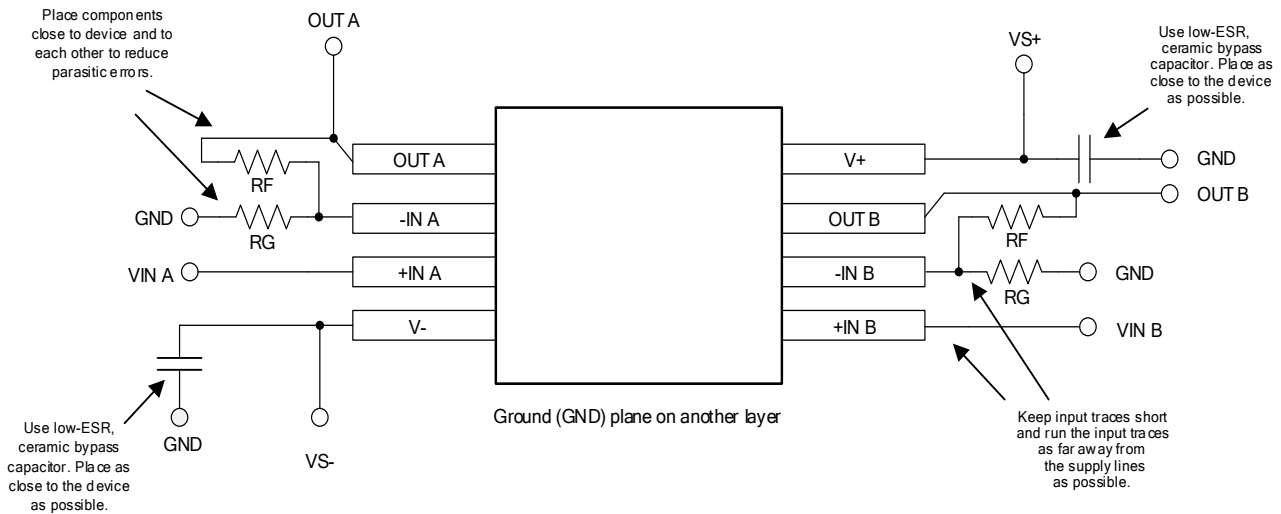 Place components
close to device and to
each other to reduce
parasitic errors.
OUT A
VS+
Use low-ESR,
ceramic bypass
capacitor. Place as
close to the device
as possible.
OUT A
V+
GND
RF
OUT B
GND
-IN A
OUT B
RF
RG
VIN A
+IN A
-IN B
GND
RG
V-
+IN B
VIN B
Ground (GND) plane on another layer
Use low-ESR,
ceramic bypass
capacitor. Place as
close to the device
as possible.
GND
VS-
Keep input traces short
and run the input traces
as far away from
the supply lines
as possible.